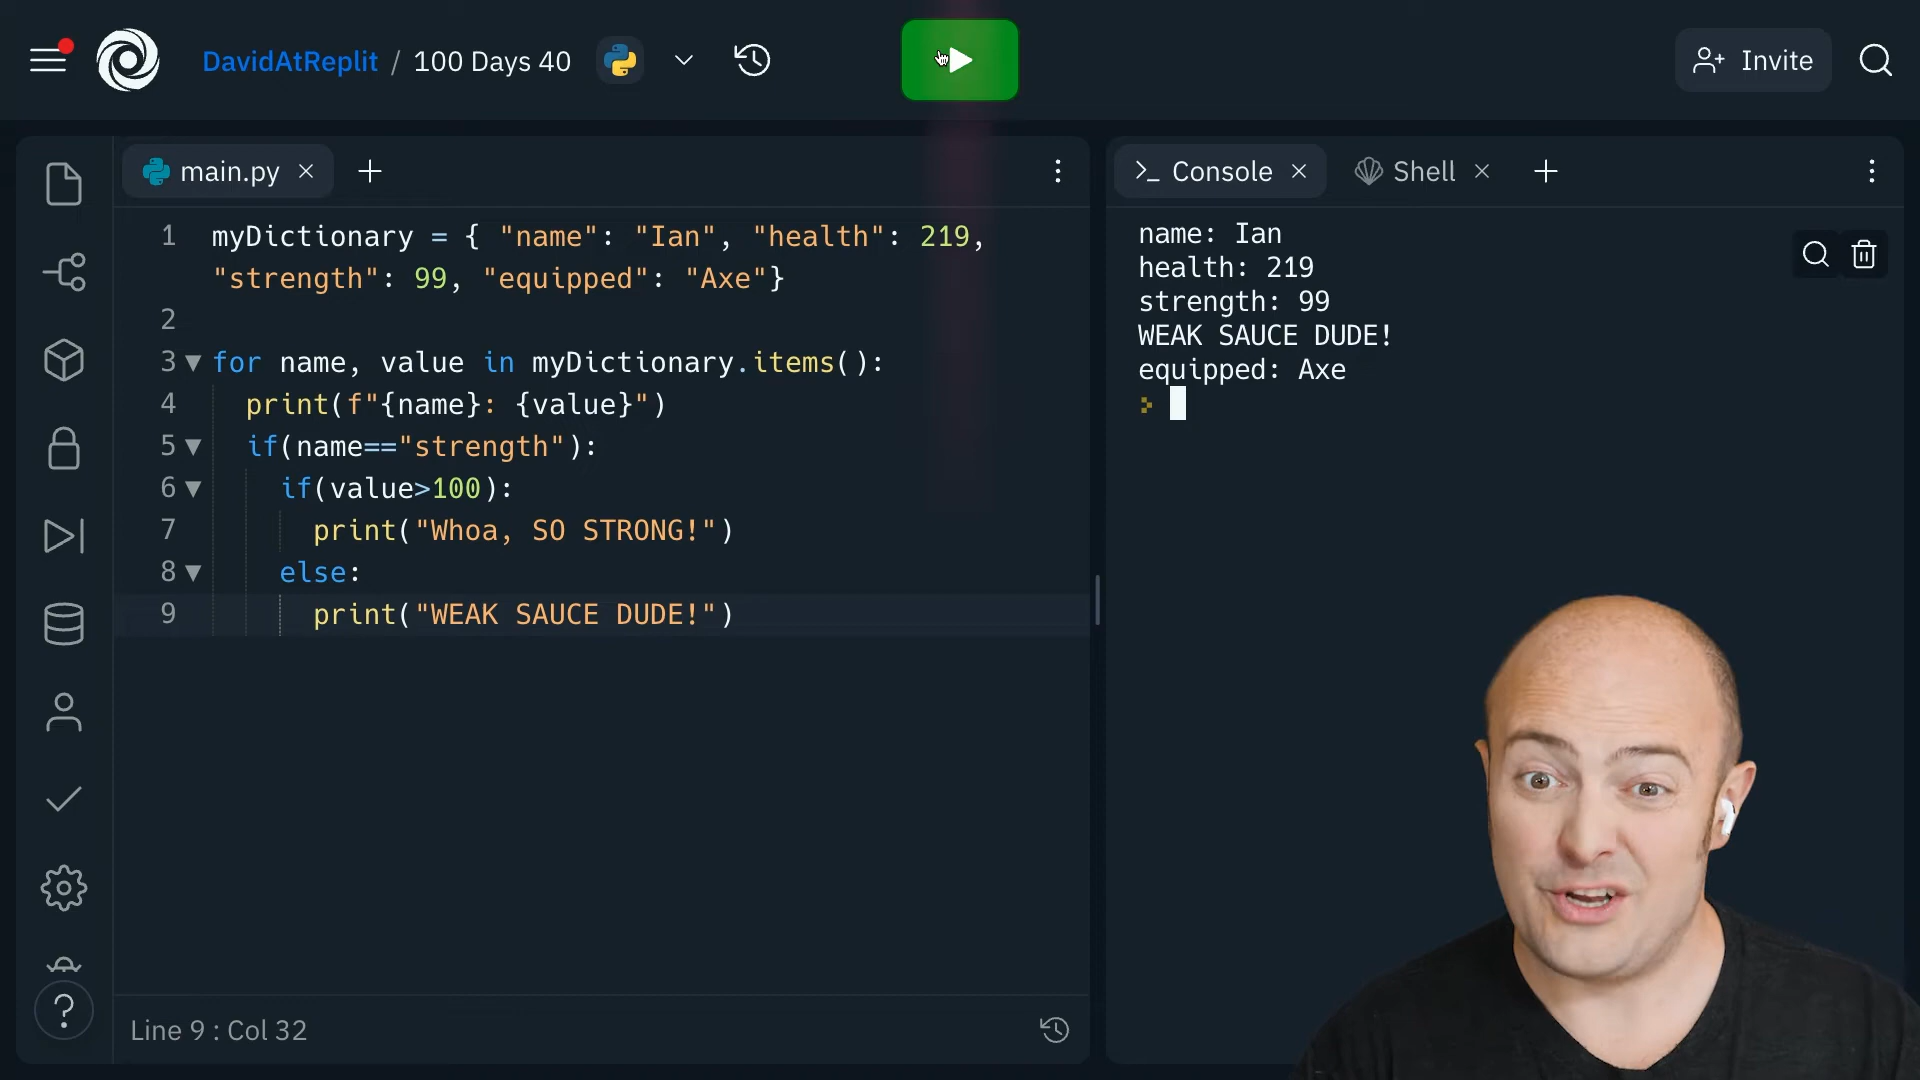 DavidAtReplit / 100 Days 40
Invite
main.py
Console
Shell
1 myDictionary = { "name": "Ian", "health": 219,
"strength": 99, "equipped": "Axe"}
2
3 for name, value in myDictionary.items():
4 print(f"{name}: {value}")
5 if(name=="strength"):
6 if(value>100):
7 print("Whoa, SO STRONG!")
8 else:
9 print("WEAK SAUCE DUDE!")
Line 9 : Col 32
name: Ian
health: 219
strength: 99
WEAK SAUCE DUDE!
equipped: Axe